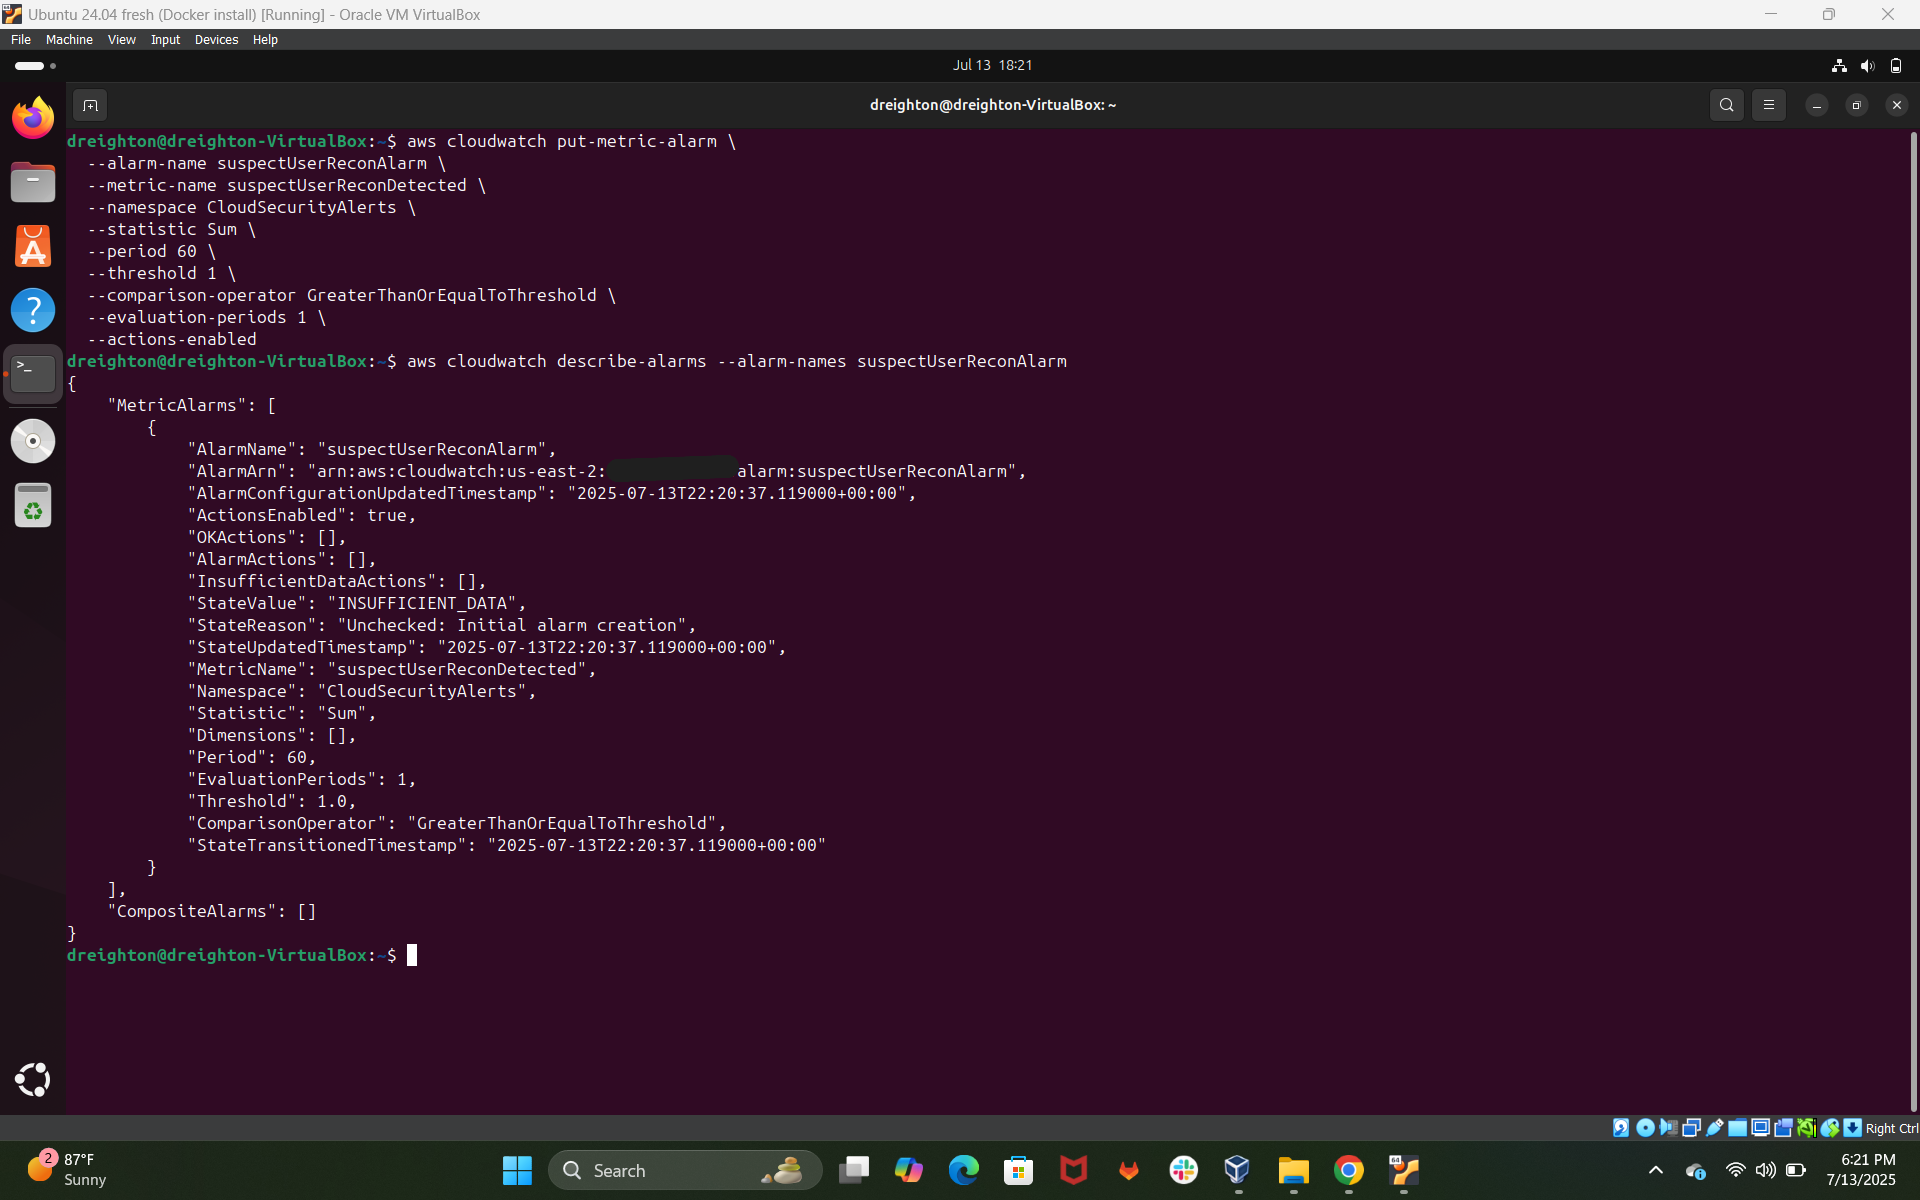 Ubuntu 24.04 fresh (Docker install) [Running] - Oracle VM VirtualBox
File Machine View Input Devices Help
Jul 13 18:21
dreighton@dreighton-VirtualBox: ~
dreighton@dreighton-VirtualBox:~$ aws cloudwatch put-metric-alarm \
  --alarm-name suspectUserReconAlarm \
  --metric-name suspectUserReconDetected \
  --namespace CloudSecurityAlerts \
  --statistic Sum \
  --period 60 \
  --threshold 1 \
  --comparison-operator GreaterThanOrEqualToThreshold \
  --evaluation-periods 1 \
  --actions-enabled
dreighton@dreighton-VirtualBox:~$ aws cloudwatch describe-alarms --alarm-names suspectUserReconAlarm
{
    "MetricAlarms": [
        {
            "AlarmName": "suspectUserReconAlarm",
            "AlarmArn": "arn:aws:cloudwatch:us-east-2: alarm:suspectUserReconAlarm",
            "AlarmConfigurationUpdatedTimestamp": "2025-07-13T22:20:37.119000+00:00",
            "ActionsEnabled": true,
            "OKActions": [],
            "AlarmActions": [],
            "InsufficientDataActions": [],
            "StateValue": "INSUFFICIENT_DATA",
            "StateReason": "Unchecked: Initial alarm creation",
            "StateUpdatedTimestamp": "2025-07-13T22:20:37.119000+00:00",
            "MetricName": "suspectUserReconDetected",
            "Namespace": "CloudSecurityAlerts",
            "Statistic": "Sum",
            "Dimensions": [],
            "Period": 60,
            "EvaluationPeriods": 1,
            "Threshold": 1.0,
            "ComparisonOperator": "GreaterThanOrEqualToThreshold",
            "StateTransitionedTimestamp": "2025-07-13T22:20:37.119000+00:00"
        }
    ],
    "CompositeAlarms": []
}
dreighton@dreighton-VirtualBox:~$
Right Ctrl
2
87°F
Sunny
Search
6:21 PM
7/13/2025